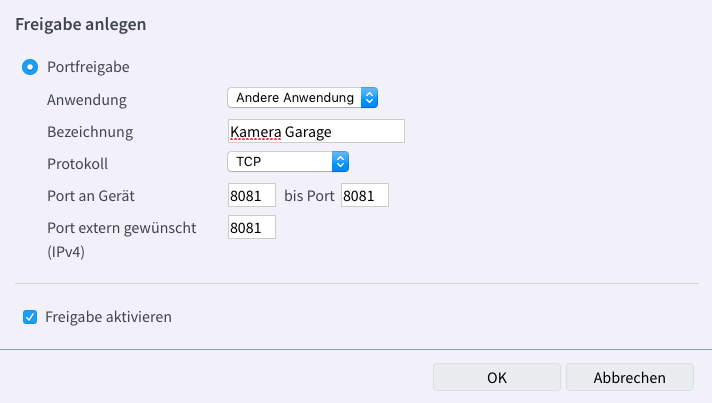 Freigabe anlegen
Portfreigabe
Anwendung Andere Anwendung
Bezeichnung Kamera Garage
Protokoll TCP
Port an Gerät 8081 bis Port 8081
Port extern gewünscht 8081
(IPv4)
Freigabe aktivieren
OK Abbrechen